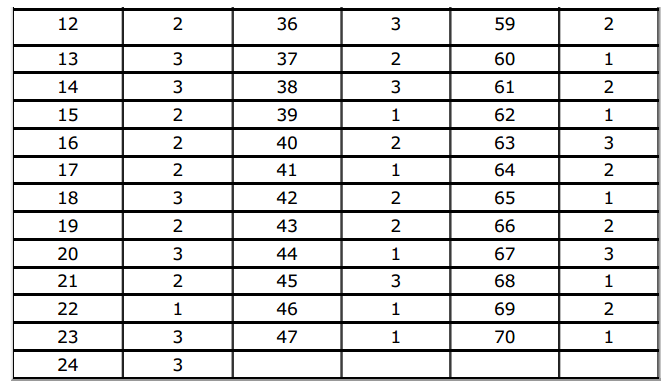 12 2 36 3 59 2
13 3 37 2 60 1
14 3 38 3 61 2
15 2 39 1 62 1
16 2 40 2 63 3
17 2 41 1 64 2
18 3 42 2 65 1
19 2 43 2 66 2
20 3 44 1 67 3
21 2 45 3 68 1
22 1 46 1 69 2
23 3 47 1 70 1
24 3